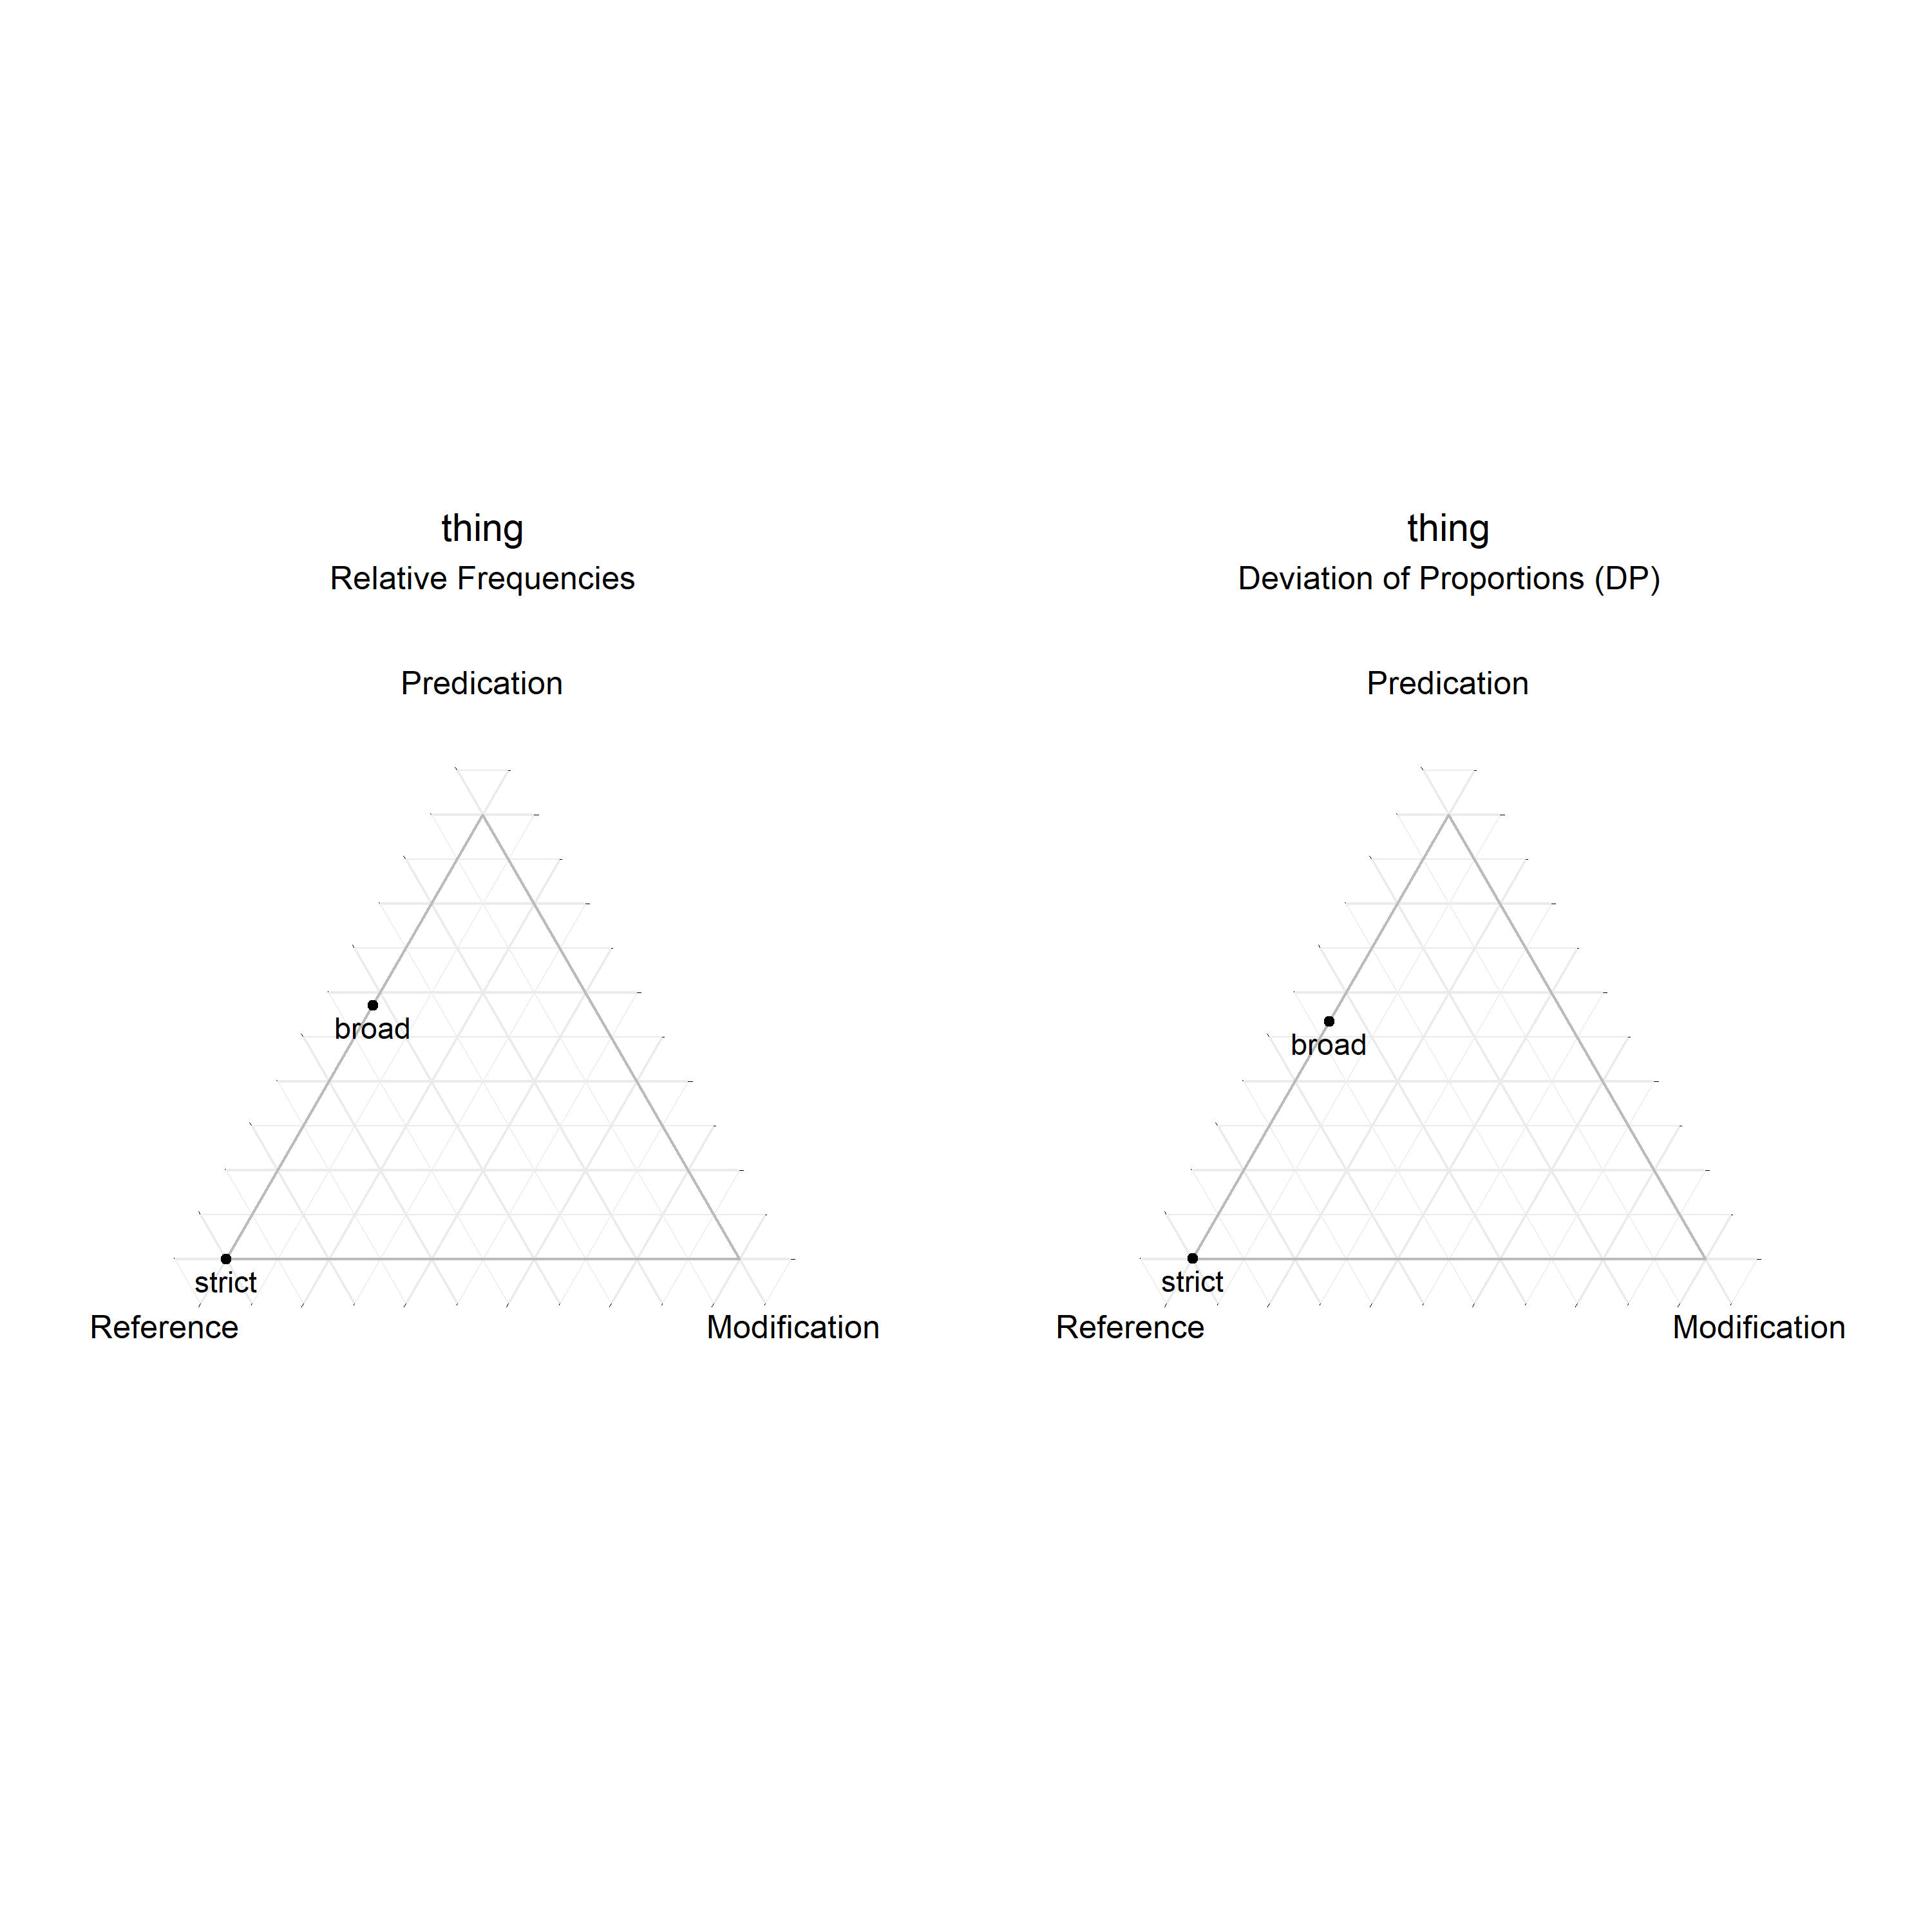 thing
Relative Frequencies
Predication
broad
strict
Reference
Modification
thing
Deviation of Proportions (DP)
Predication
broad
strict
Reference
Modification